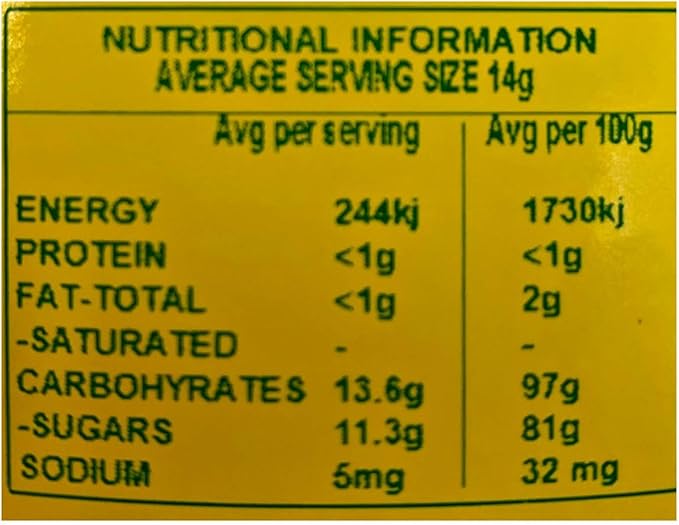 NUTRITIONAL INFORMATION
AVERAGE SERVING SIZE 14g
Avg per serving Avg per 100g
ENERGY 244kj 1730kj
PROTEIN <1g <1g
FAT-TOTAL <1g 2g
-SATURATED - -
CARBOHYRATES 13.6g 97g
-SUGARS 11.3g 81g
SODIUM 5mg 32 mg